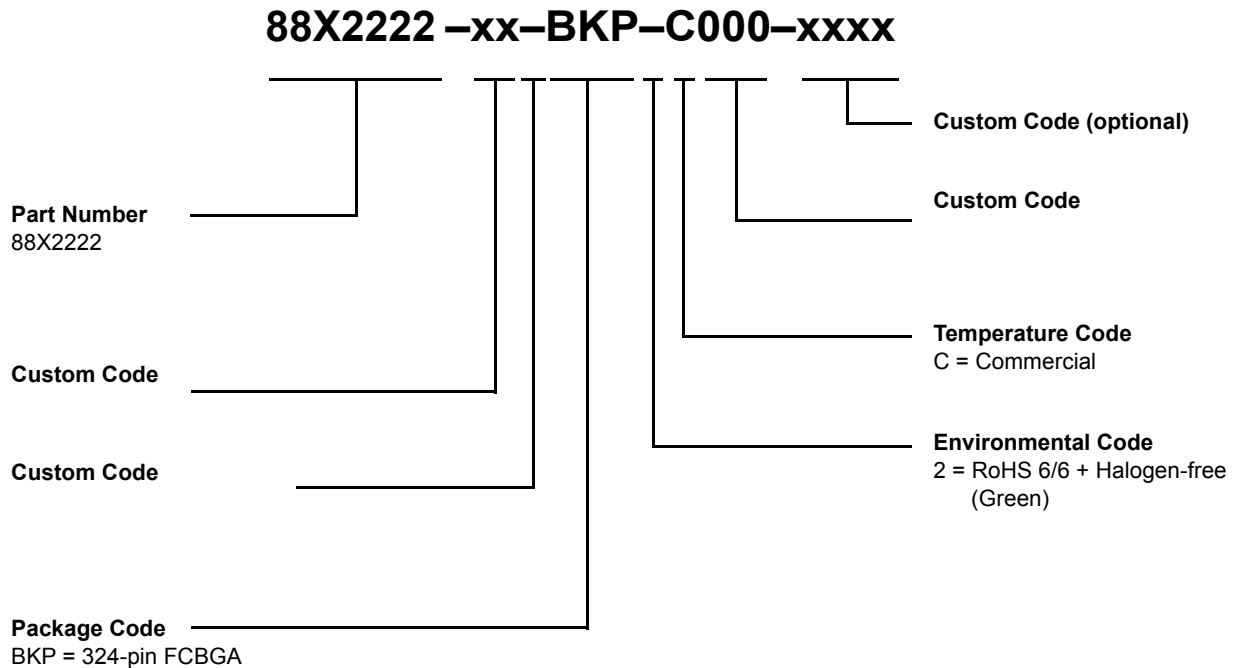 88X2222 –xx–BKP–C000–xxxx
Custom Code (optional)
Custom Code
Part Number
88X2222
Temperature Code
C = Commercial
Custom Code
Environmental Code
2 = RoHS 6/6 + Halogen-free
(Green)
Custom Code
Package Code
BKP = 324-pin FCBGA